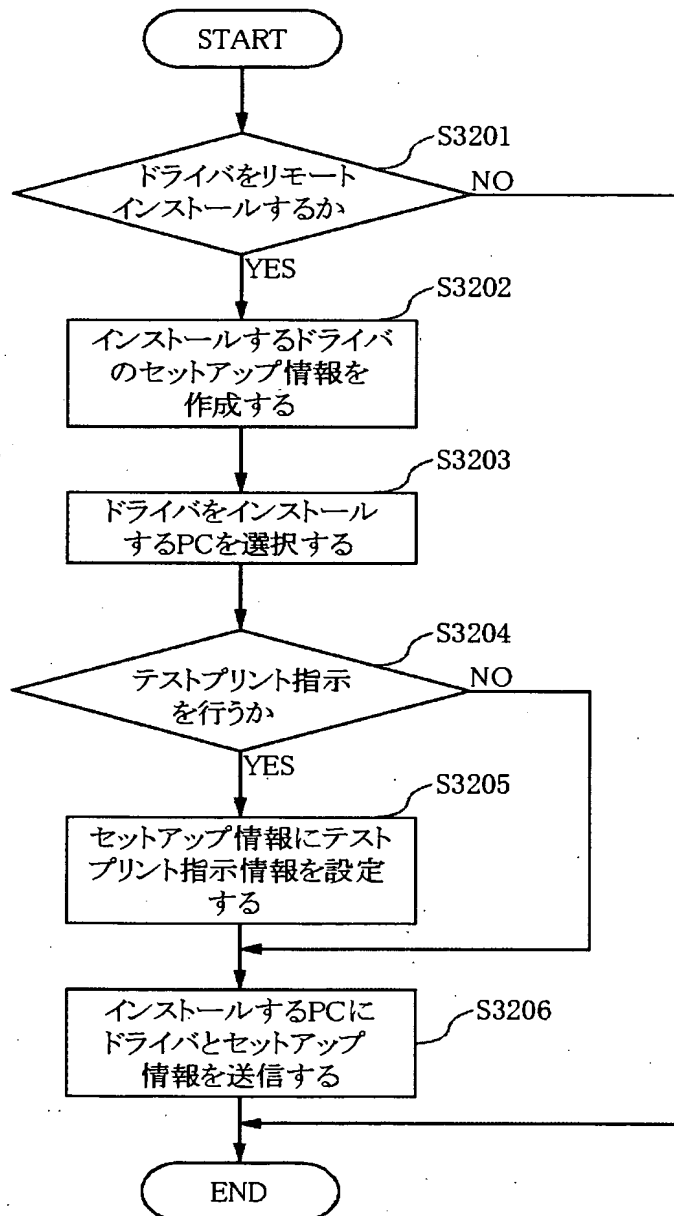 START
S3201
ドライバをリモート
インストールするか
NO
YES
S3202
インストールするドライバ
のセットアップ情報を
作成する
S3203
ドライバをインストール
するPCを選択する
S3204
テストプリント指示
を行うか
NO
YES
S3205
セットアップ情報にテスト
プリント指示情報を設定
する
S3206
インストールするPCに
ドライバとセットアップ
情報を送信する
END